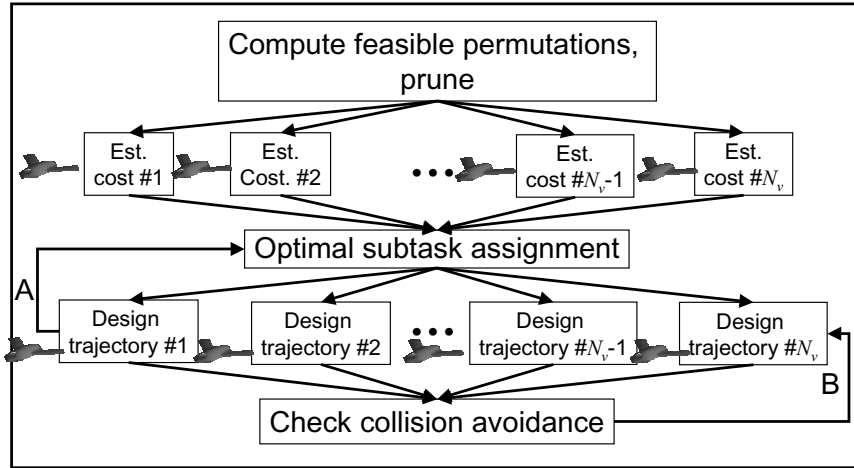 Compute feasible permutations,
prune
Est.
cost #1
Est.
Cost. #2
•••
Est.
cost #Nv-1
Est.
cost #Nv
Optimal subtask assignment
A
Design
trajectory #1
Design
trajectory #2
•••
Design
trajectory #Nv-1
Design
trajectory #Nv
B
Check collision avoidance